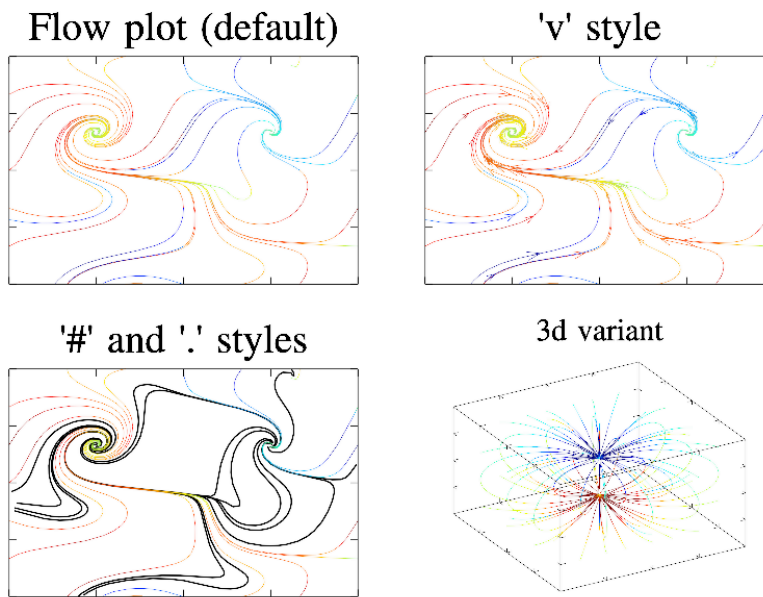 Flow plot (default)
'v' style
'#' and '.' styles
3d variant